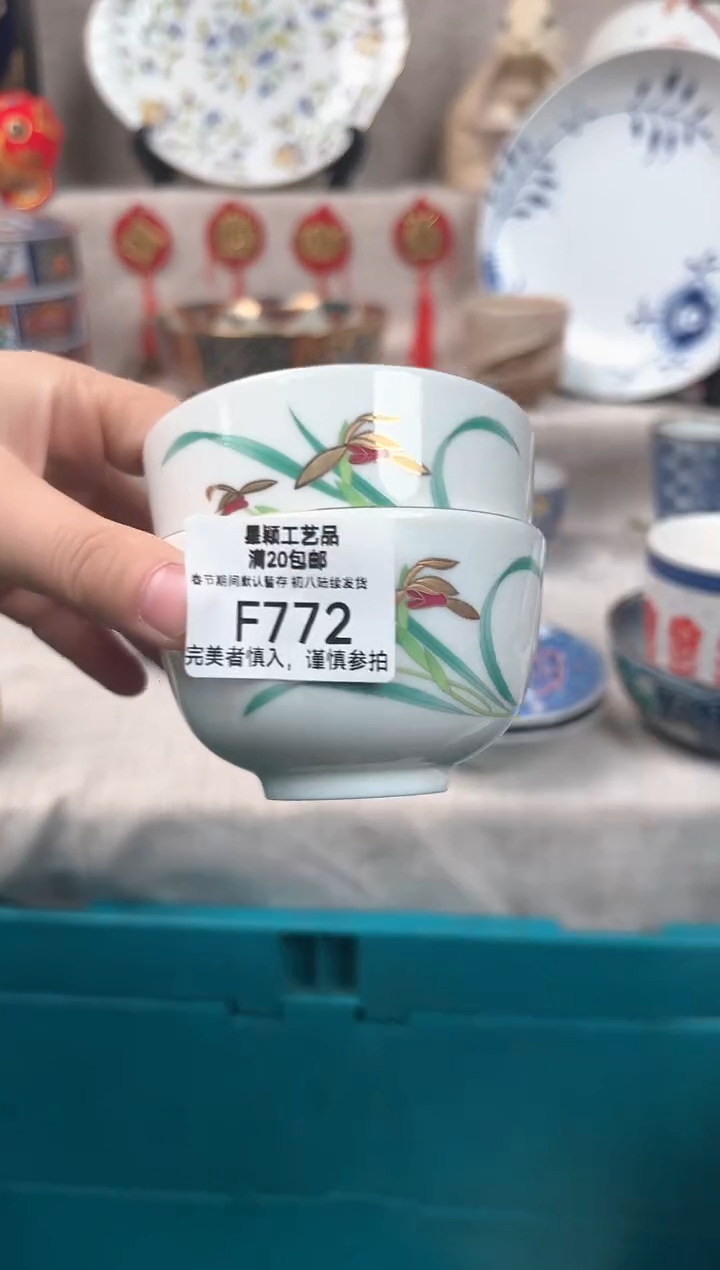 星颖工艺品
满20包邮
春节期间默认暂存 初八陆续发货
F772
完美者慎入，谨慎参拍